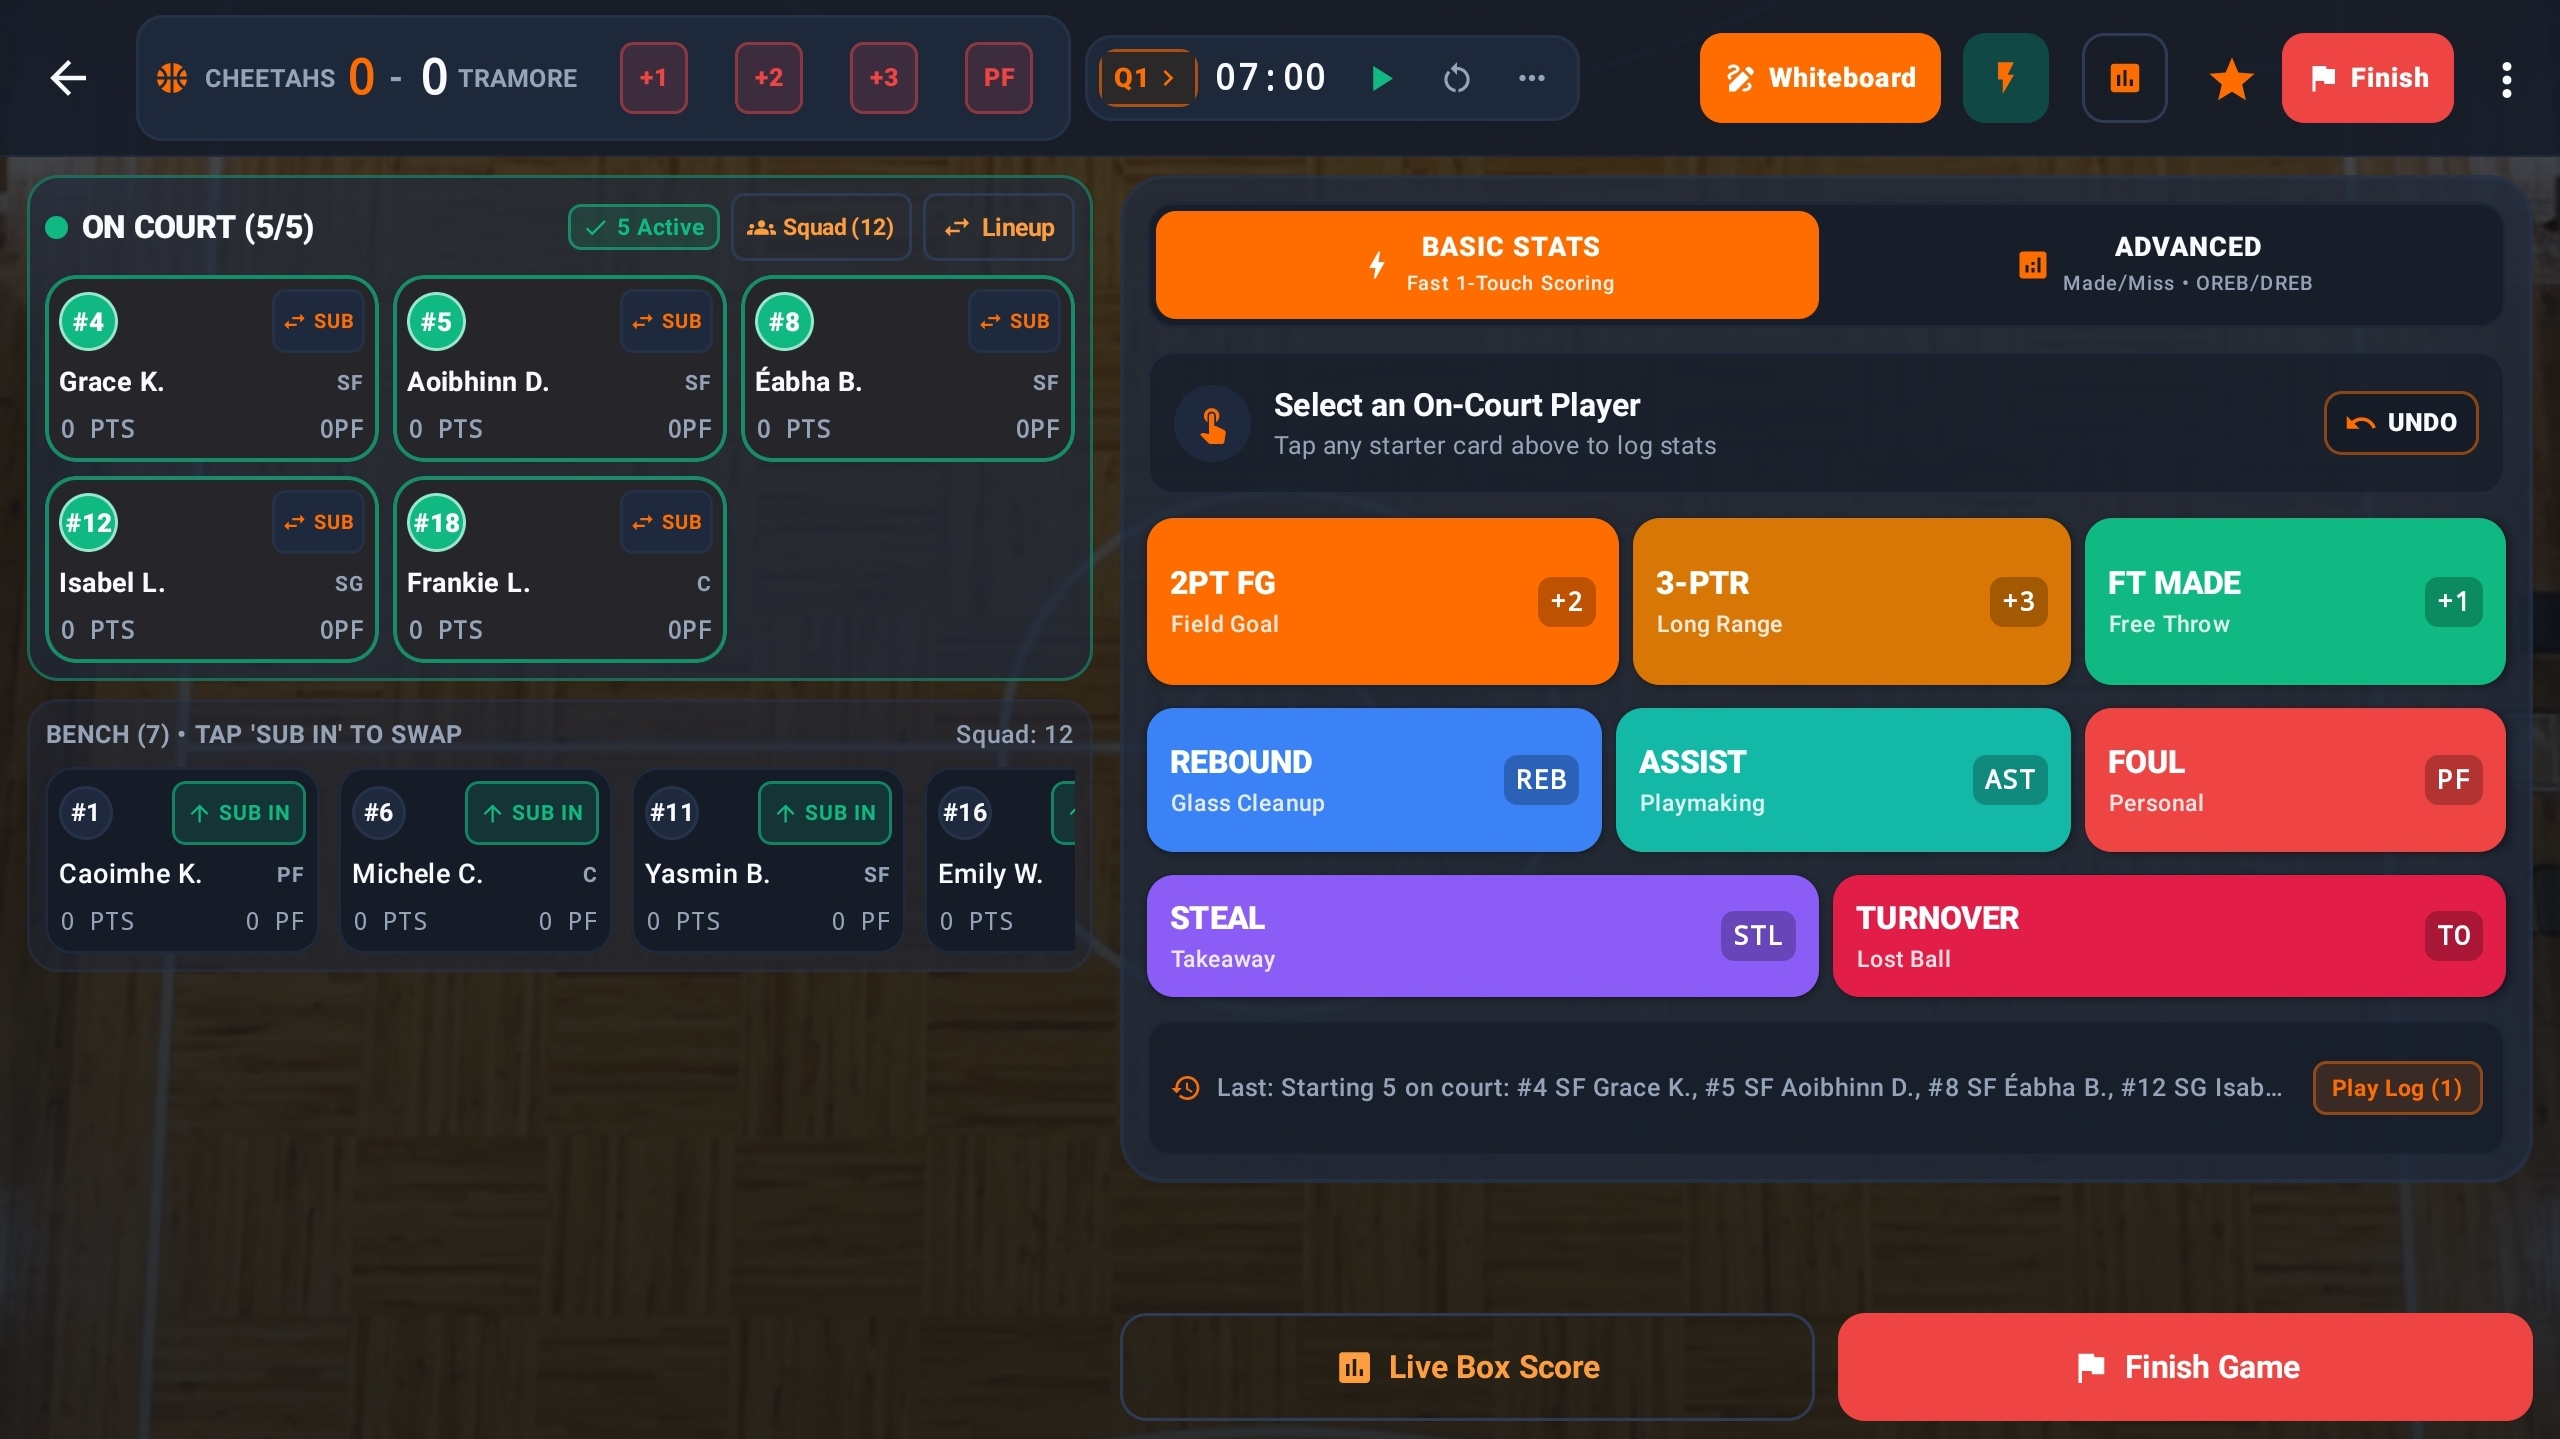 CHEETAHS 0 - 0 TRAMORE +1 +2 +3 PF
Q1 > 07:00
Whiteboard
Finish
ON COURT (5/5)
5 Active
Squad (12)
Lineup
#4 SUB
Grace K. SF
0 PTS 0PF
#5 SUB
Aoibhinn D. SF
0 PTS 0PF
#8 SUB
Éabha B. SF
0 PTS 0PF
#12 SUB
Isabel L. SG
0 PTS 0PF
#18 SUB
Frankie L. C
0 PTS 0PF
BENCH (7) • TAP 'SUB IN' TO SWAP
Squad: 12
#1 SUB IN
Caoimhe K. PF
0 PTS 0 PF
#6 SUB IN
Michele C. C
0 PTS 0 PF
#11 SUB IN
Yasmin B. SF
0 PTS 0 PF
#16
Emily W.
0 PTS
BASIC STATS
Fast 1-Touch Scoring
ADVANCED
Made/Miss • OREB/DREB
Select an On-Court Player
Tap any starter card above to log stats
UNDO
2PT FG
Field Goal
+2
3-PTR
Long Range
+3
FT MADE
Free Throw
+1
REBOUND
Glass Cleanup
REB
ASSIST
Playmaking
AST
FOUL
Personal
PF
STEAL
Takeaway
STL
TURNOVER
Lost Ball
TO
Last: Starting 5 on court: #4 SF Grace K., #5 SF Aoibhinn D., #8 SF Éabha B., #12 SG Isab...
Play Log (1)
Live Box Score
Finish Game